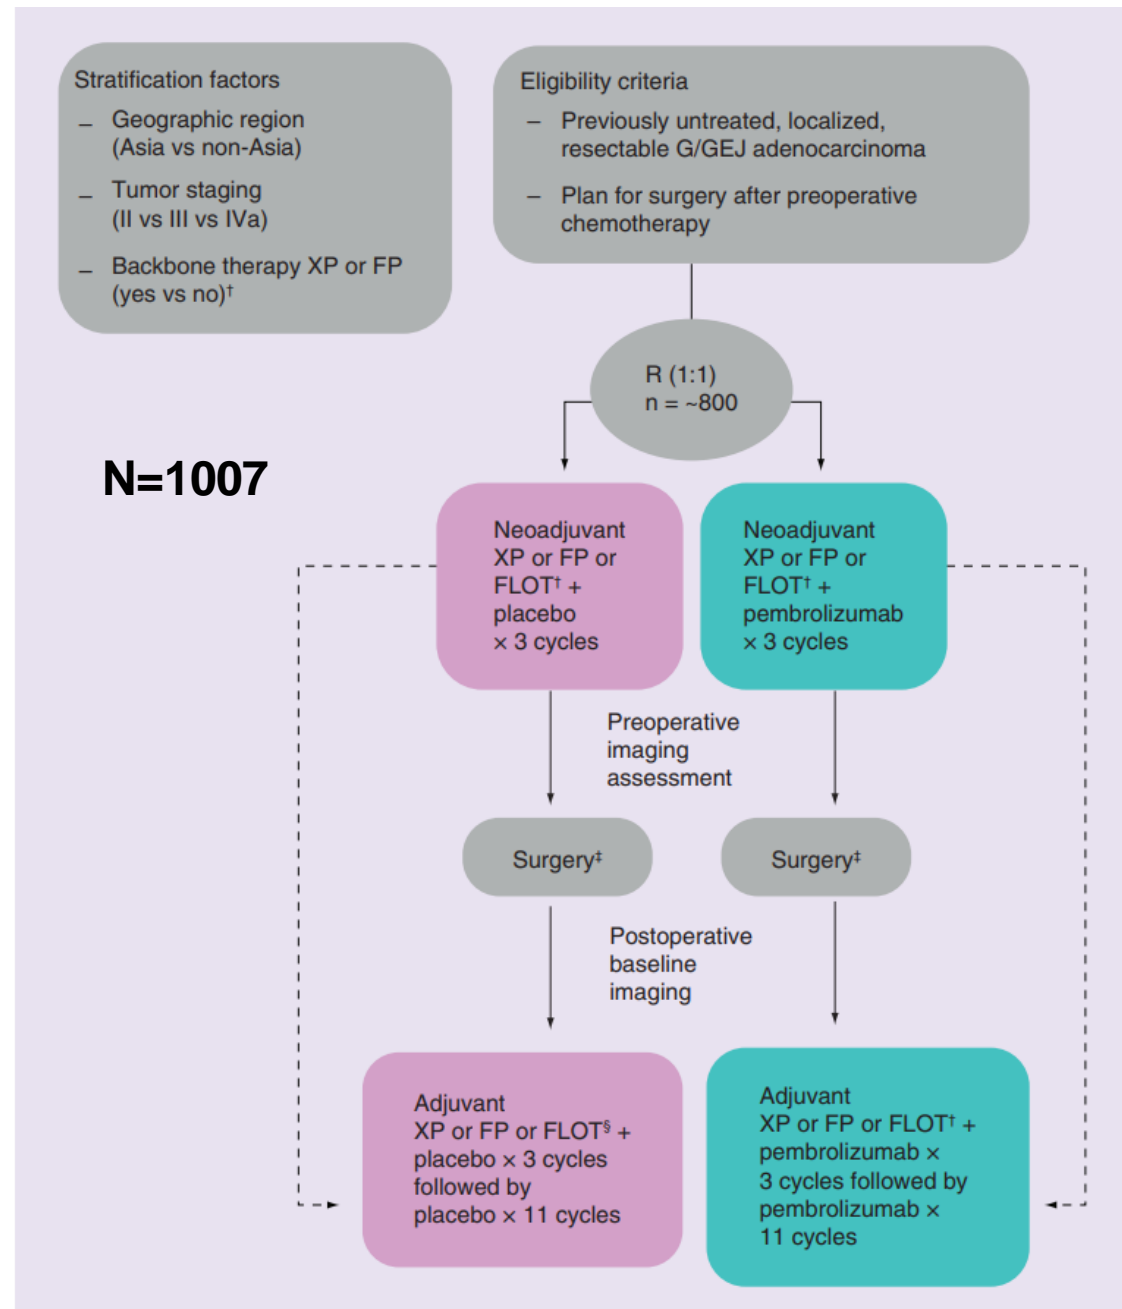 Stratification factors
– Geographic region
(Asia vs non-Asia)
– Tumor staging
(II vs III vs IVa)
– Backbone therapy XP or FP
(yes vs no)†
Eligibility criteria
– Previously untreated, localized,
resectable G/GEJ adenocarcinoma
– Plan for surgery after preoperative
chemotherapy
R (1:1)
n = ~800
N=1007
Neoadjuvant
XP or FP or
FLOT† +
placebo
× 3 cycles
Neoadjuvant
XP or FP or
FLOT† +
pembrolizumab
× 3 cycles
Preoperative
imaging
assessment
Surgery‡
Surgery‡
Postoperative
baseline
imaging
Adjuvant
XP or FP or FLOT§ +
placebo × 3 cycles
followed by
placebo × 11 cycles
Adjuvant
XP or FP or FLOT† +
pembrolizumab ×
3 cycles followed by
pembrolizumab ×
11 cycles